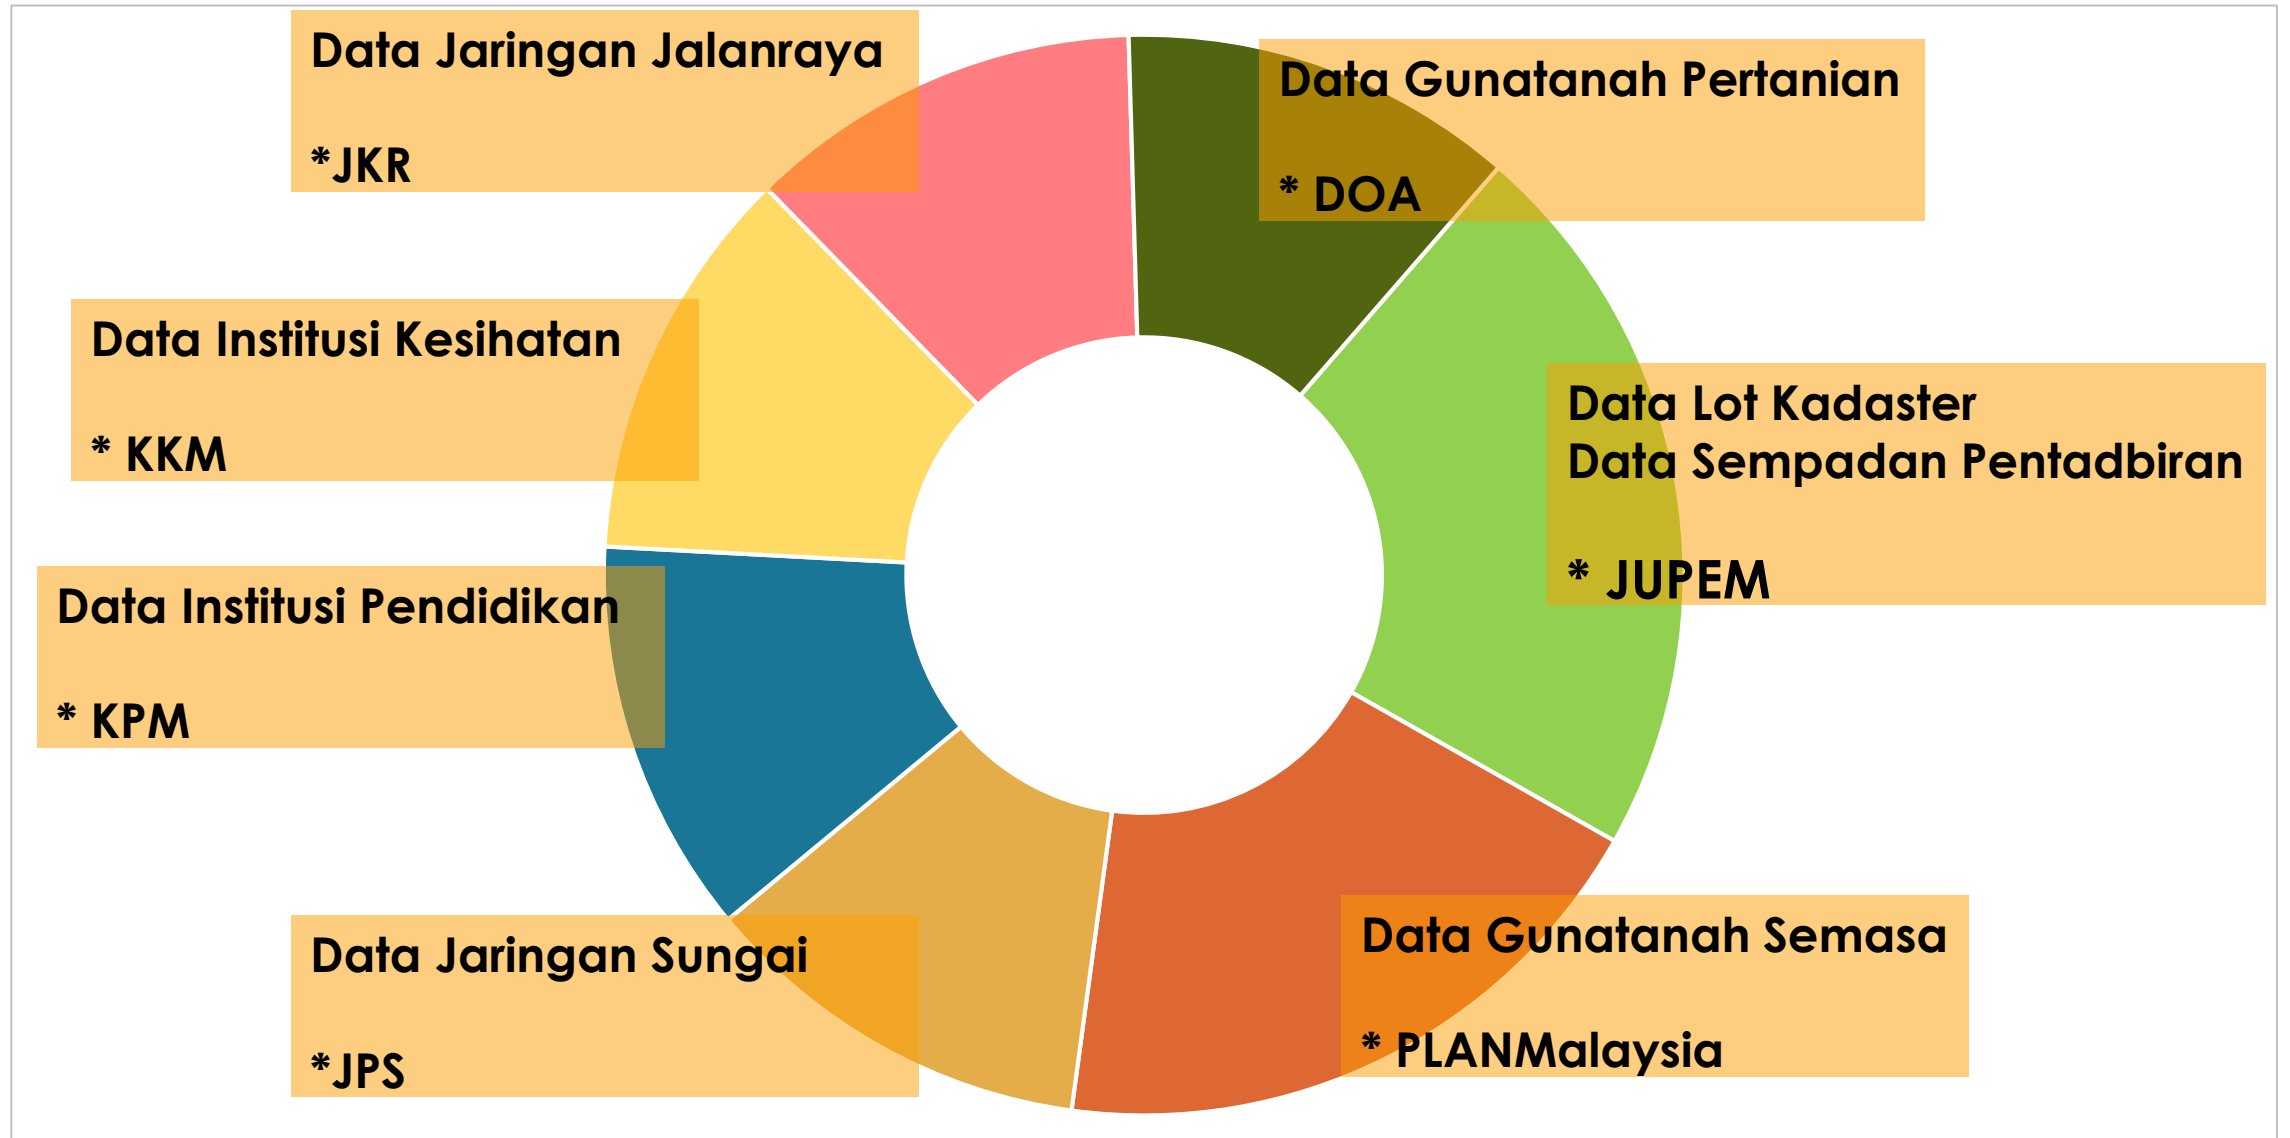 Data Jaringan Jalanraya
*JKR
Data Gunatanah Pertanian
* DOA
Data Institusi Kesihatan
* KKM
Data Lot Kadaster
Data Sempadan Pentadbiran
* JUPEM
Data Institusi Pendidikan
* KPM
Data Jaringan Sungai
*JPS
Data Gunatanah Semasa
* PLANMalaysia